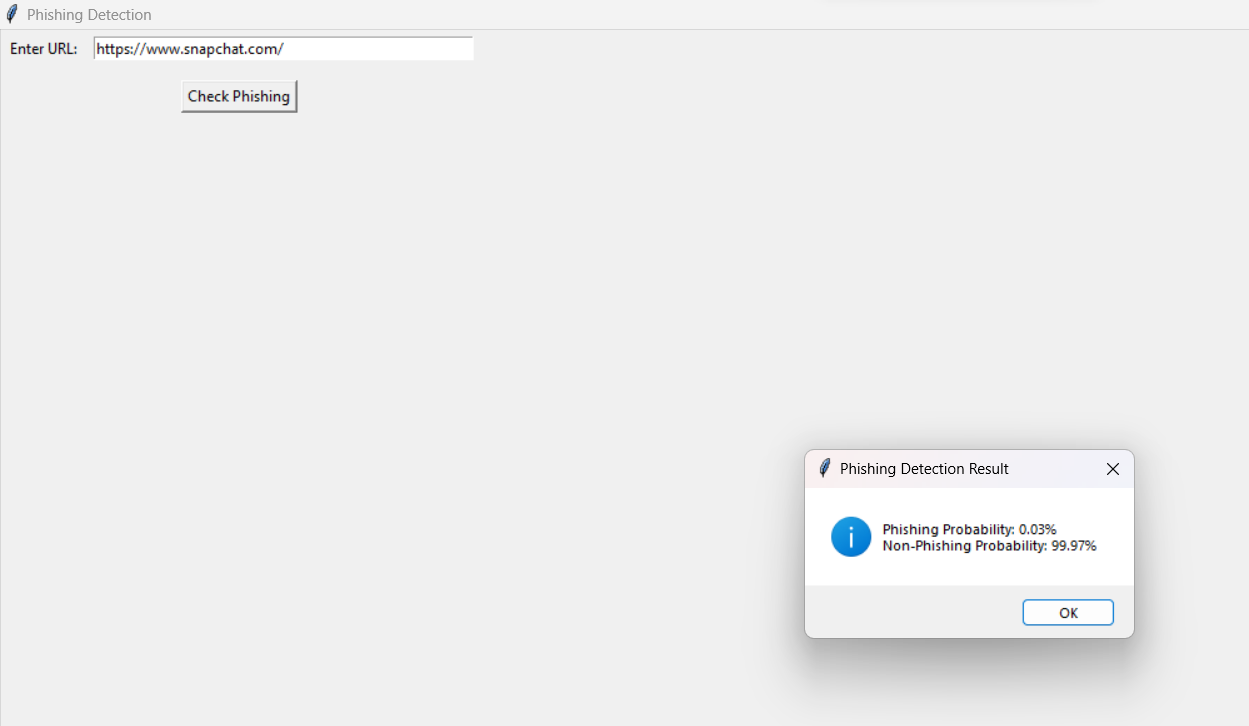 Phishing Detection
Enter URL: https://www.snapchat.com/
Check Phishing
Phishing Detection Result
Phishing Probability: 0.03%
Non-Phishing Probability: 99.97%
OK